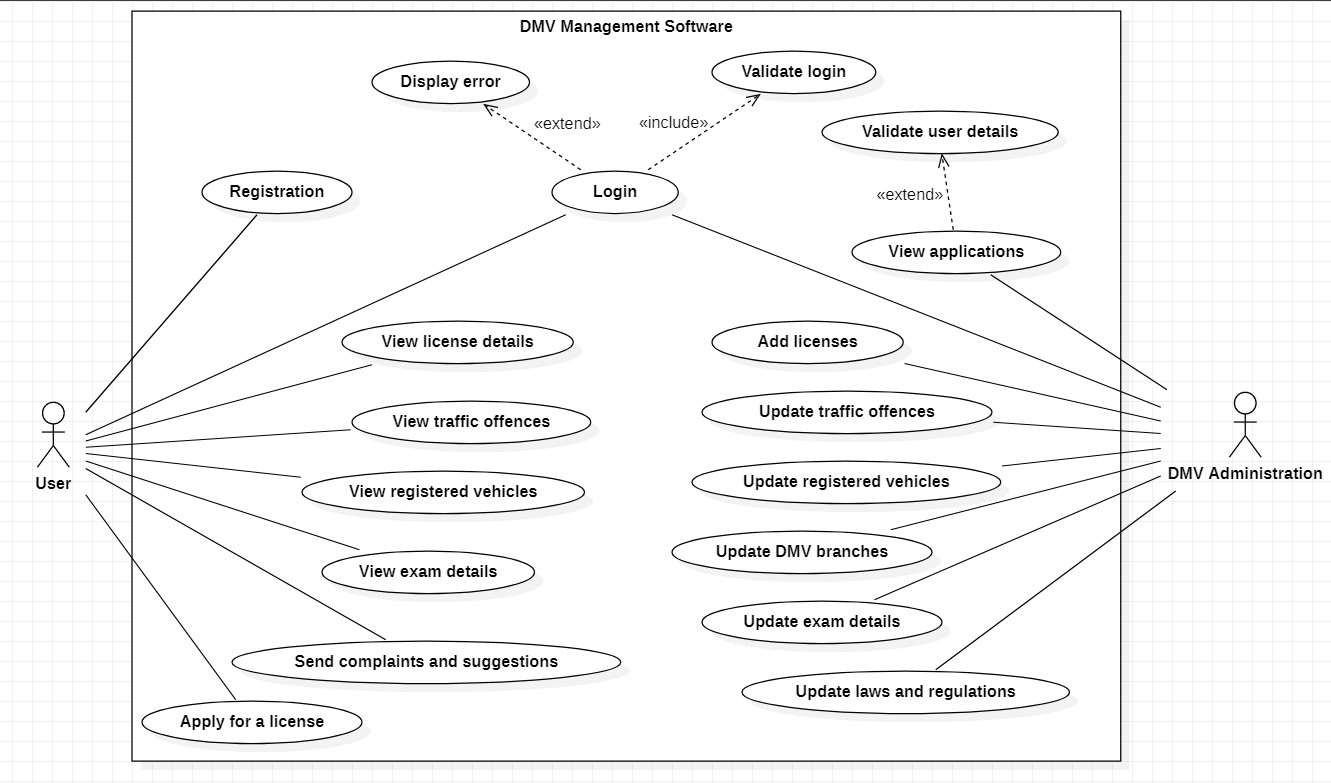 DMV Management Software
Display error
Validate login
«extend»
«include»
Validate user details
Registration
Login
«extend»
View applications
View license details
Add licenses
View traffic offences
Update traffic offences
User
DMV Administration
View registered vehicles
Update registered vehicles
Update DMV branches
View exam details
Update exam details
Send complaints and suggestions
Update laws and regulations
Apply for a license